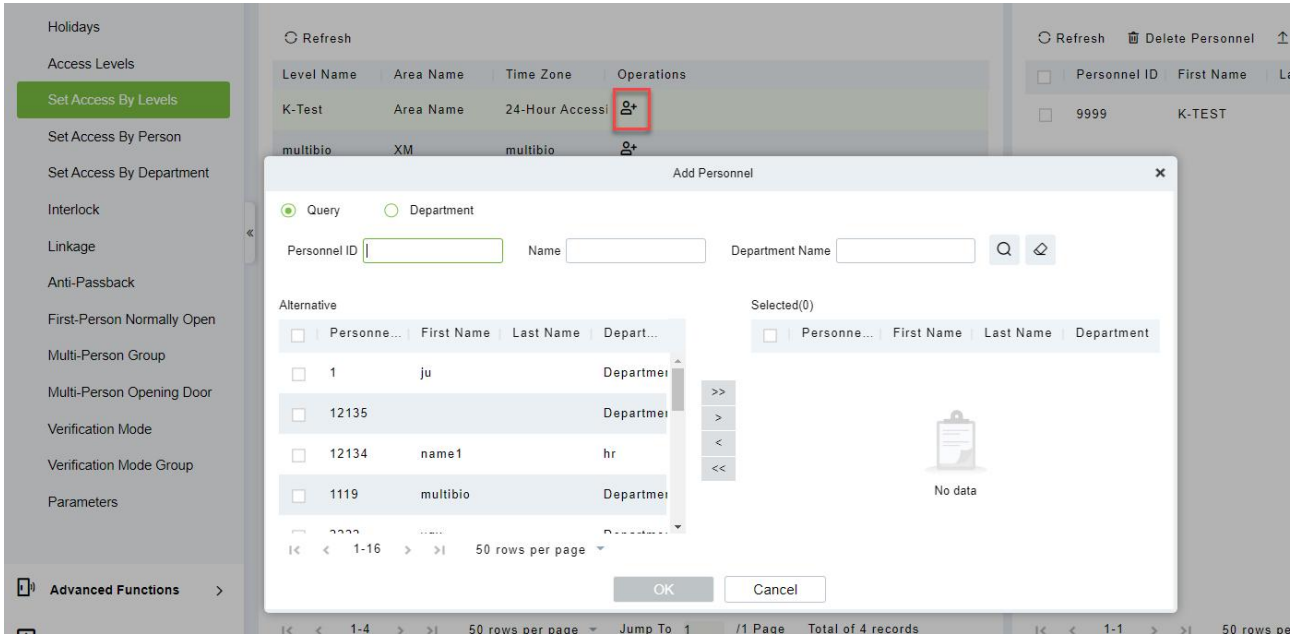 Holidays
Access Levels
Set Access By Levels
Set Access By Person
Set Access By Department
Interlock
Linkage
Anti-Passback
First-Person Normally Open
Multi-Person Group
Multi-Person Opening Door
Verification Mode
Verification Mode Group
Parameters
Advanced Functions >
«
Refresh
Level Name Area Name Time Zone Operations
K-Test Area Name 24-Hour Accessi
multibio XM multibio
Refresh Delete Personnel
Personnel ID First Name La
9999 K-TEST
Add Personnel ×
Query Department
Personnel ID Name Department Name
Alternative
Personne... First Name Last Name Depart...
1 ju Departmen
12135 Departmen
12134 name1 hr
1119 multibio Departmen
|< < 1-16 > >| 50 rows per page
>>
>
<
<<
Selected(0)
Personne... First Name Last Name Department
No data
OK Cancel
|< < 1-4 > >| 50 rows per page Jump To 1 /1 Page Total of 4 records
|< < 1-1 > >| 50 rows pe